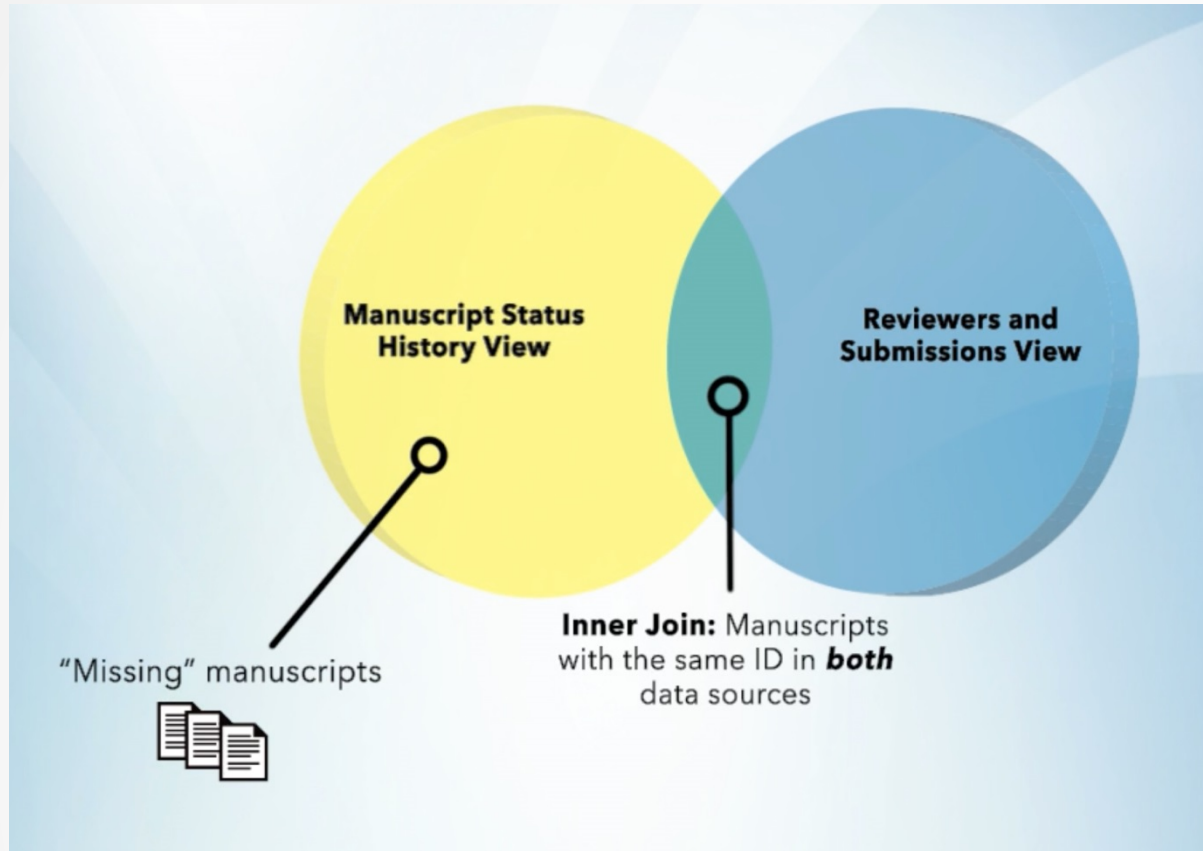 Manuscript Status
History View
Reviewers and
Submissions View
Inner Join: Manuscripts
with the same ID in both
data sources
“Missing” manuscripts